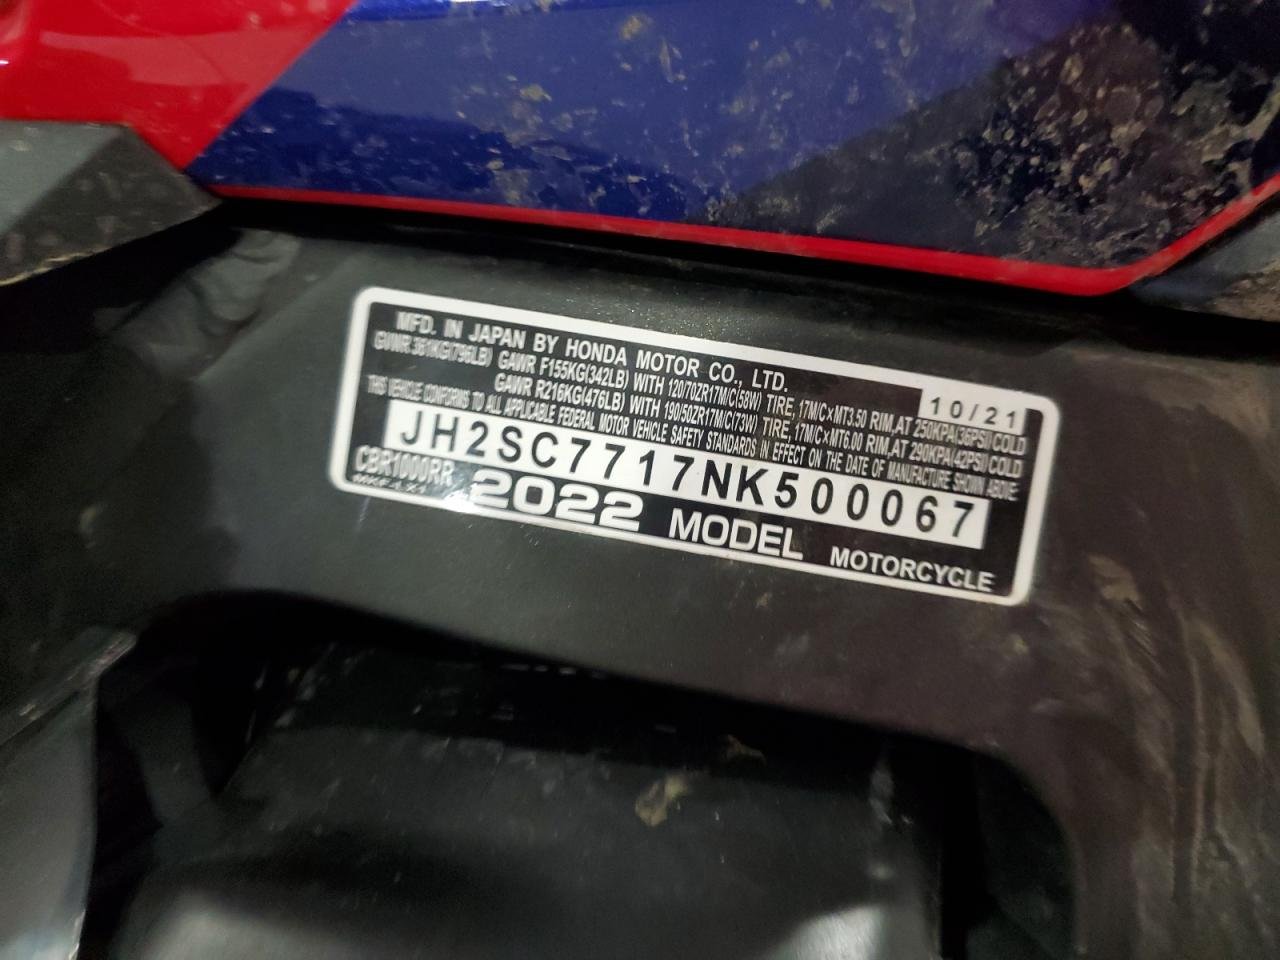 MFD. IN JAPAN BY HONDA MOTOR CO., LTD. 10/21
GVWR 361KG(796LB) GAWR F155KG(342LB) WITH 120/70ZR17M/C(58W) TIRE, 17M/C×MT3.50 RIM, AT 250KPA(36PSI) COLD
GAWR R216KG(476LB) WITH 190/50ZR17M/C(73W) TIRE, 17M/C×MT6.00 RIM, AT 290KPA(42PSI) COLD
THIS VEHICLE CONFORMS TO ALL APPLICABLE FEDERAL MOTOR VEHICLE SAFETY STANDARDS IN EFFECT ON THE DATE OF MANUFACTURE SHOWN ABOVE.
JH2SC7717NK500067
CBR1000RR 2022 MODEL MOTORCYCLE